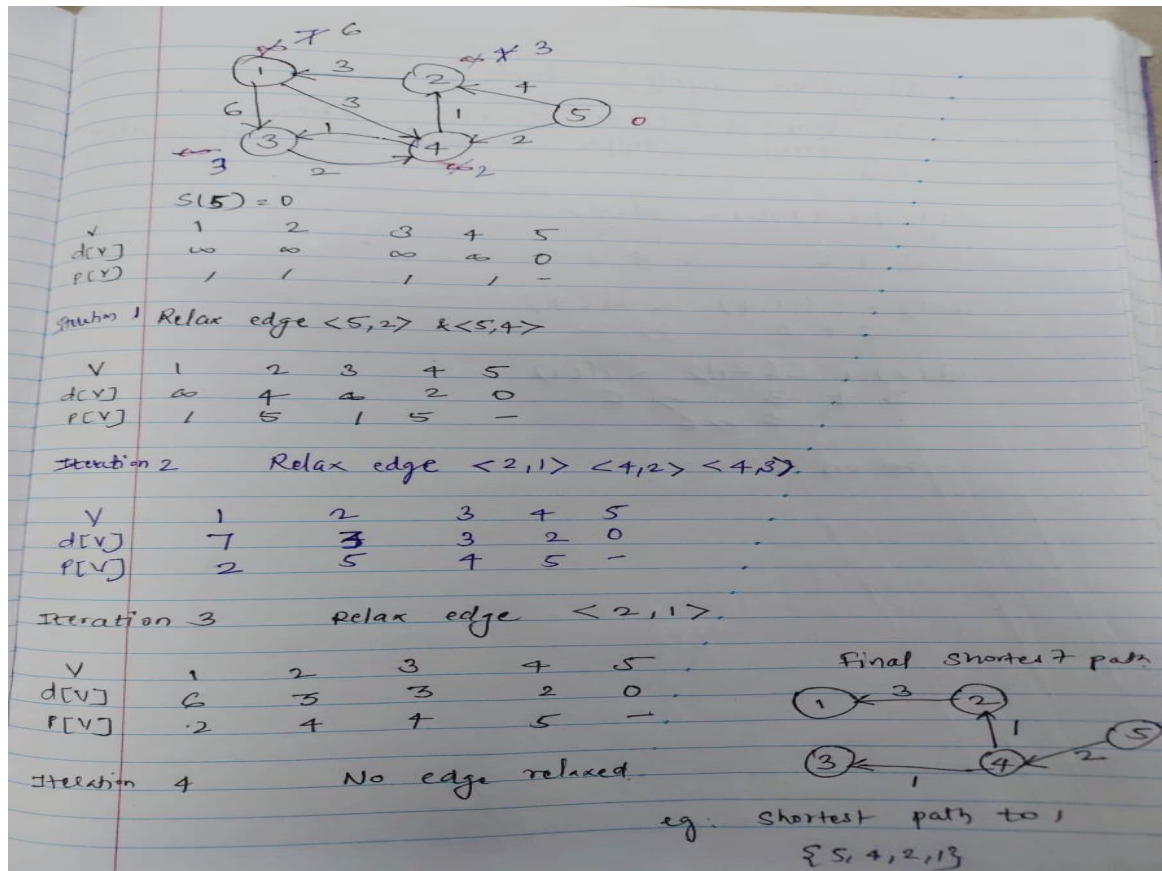 ∞ 7 6
∞ 4 3
1 3 2 4
6 3 1 5 0
3 1 4 2
∞ 3 2 ∞ 2
S(5) = 0
V 1 2 3 4 5
d[V] ∞ ∞ ∞ ∞ 0
P[V] / / / / -
Iteration 1 Relax edge <5,2> & <5,4>
V 1 2 3 4 5
d[V] ∞ 4 ∞ 2 0
P[V] / 5 / 5 -
Iteration 2 Relax edge <2,1> <4,2> <4,3>.
V 1 2 3 4 5
d[V] 7 3 3 2 0
P[V] 2 5 4 5 -
Iteration 3 Relax edge <2,1>.
V 1 2 3 4 5
d[V] 6 3 3 2 0
P[V] 2 4 4 5 -
Iteration 4 No edge relaxed
Final shortest path
1 3 2
1 5
3 4 2
1
eg. Shortest path to 1
{5,4,2,1}